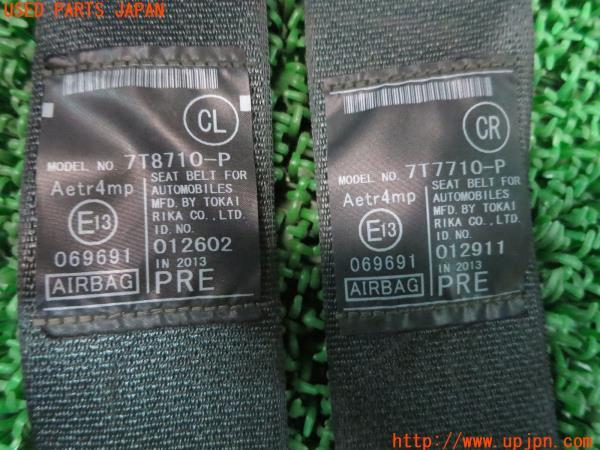 USED PARTS JAPAN
CL
MODEL NO. 7T8710-P
Aetr4mp
SEAT BELT FOR
AUTOMOBILES
MFD. BY TOKAI
RIKA CO., LTD.
ID NO.
E13
012602
069691
IN 2013
AIRBAG
PRE
CR
MODEL NO. 7T7710-P
Aetr4mp
SEAT BELT FOR
AUTOMOBILES
MFD. BY TOKAI
RIKA CO., LTD.
ID NO.
E13
012911
069691
IN 2013
AIRBAG
PRE
http://www.upjpn.com/